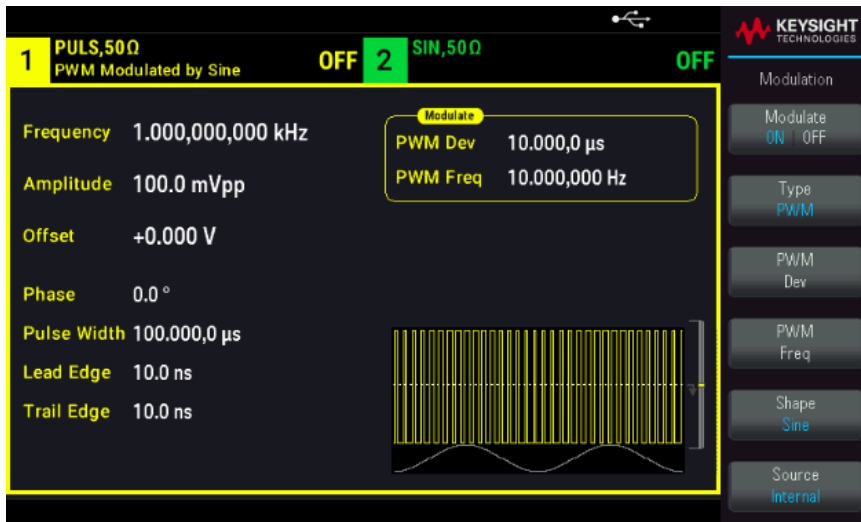 1 PULS,50Ω OFF 2 SIN,50Ω OFF
PWM Modulated by Sine
Frequency 1.000,000,000 kHz
Amplitude 100.0 mVpp
Offset +0.000 V
Phase 0.0 °
Pulse Width 100.000,0 µs
Lead Edge 10.0 ns
Trail Edge 10.0 ns
Modulate
PWM Dev 10.000,0 µs
PWM Freq 10.000,000 Hz
KEYSIGHT
TECHNOLOGIES
Modulation
Modulate
ON | OFF
Type
PWM
PWM
Dev
PWM
Freq
Shape
Sine
Source
Internal